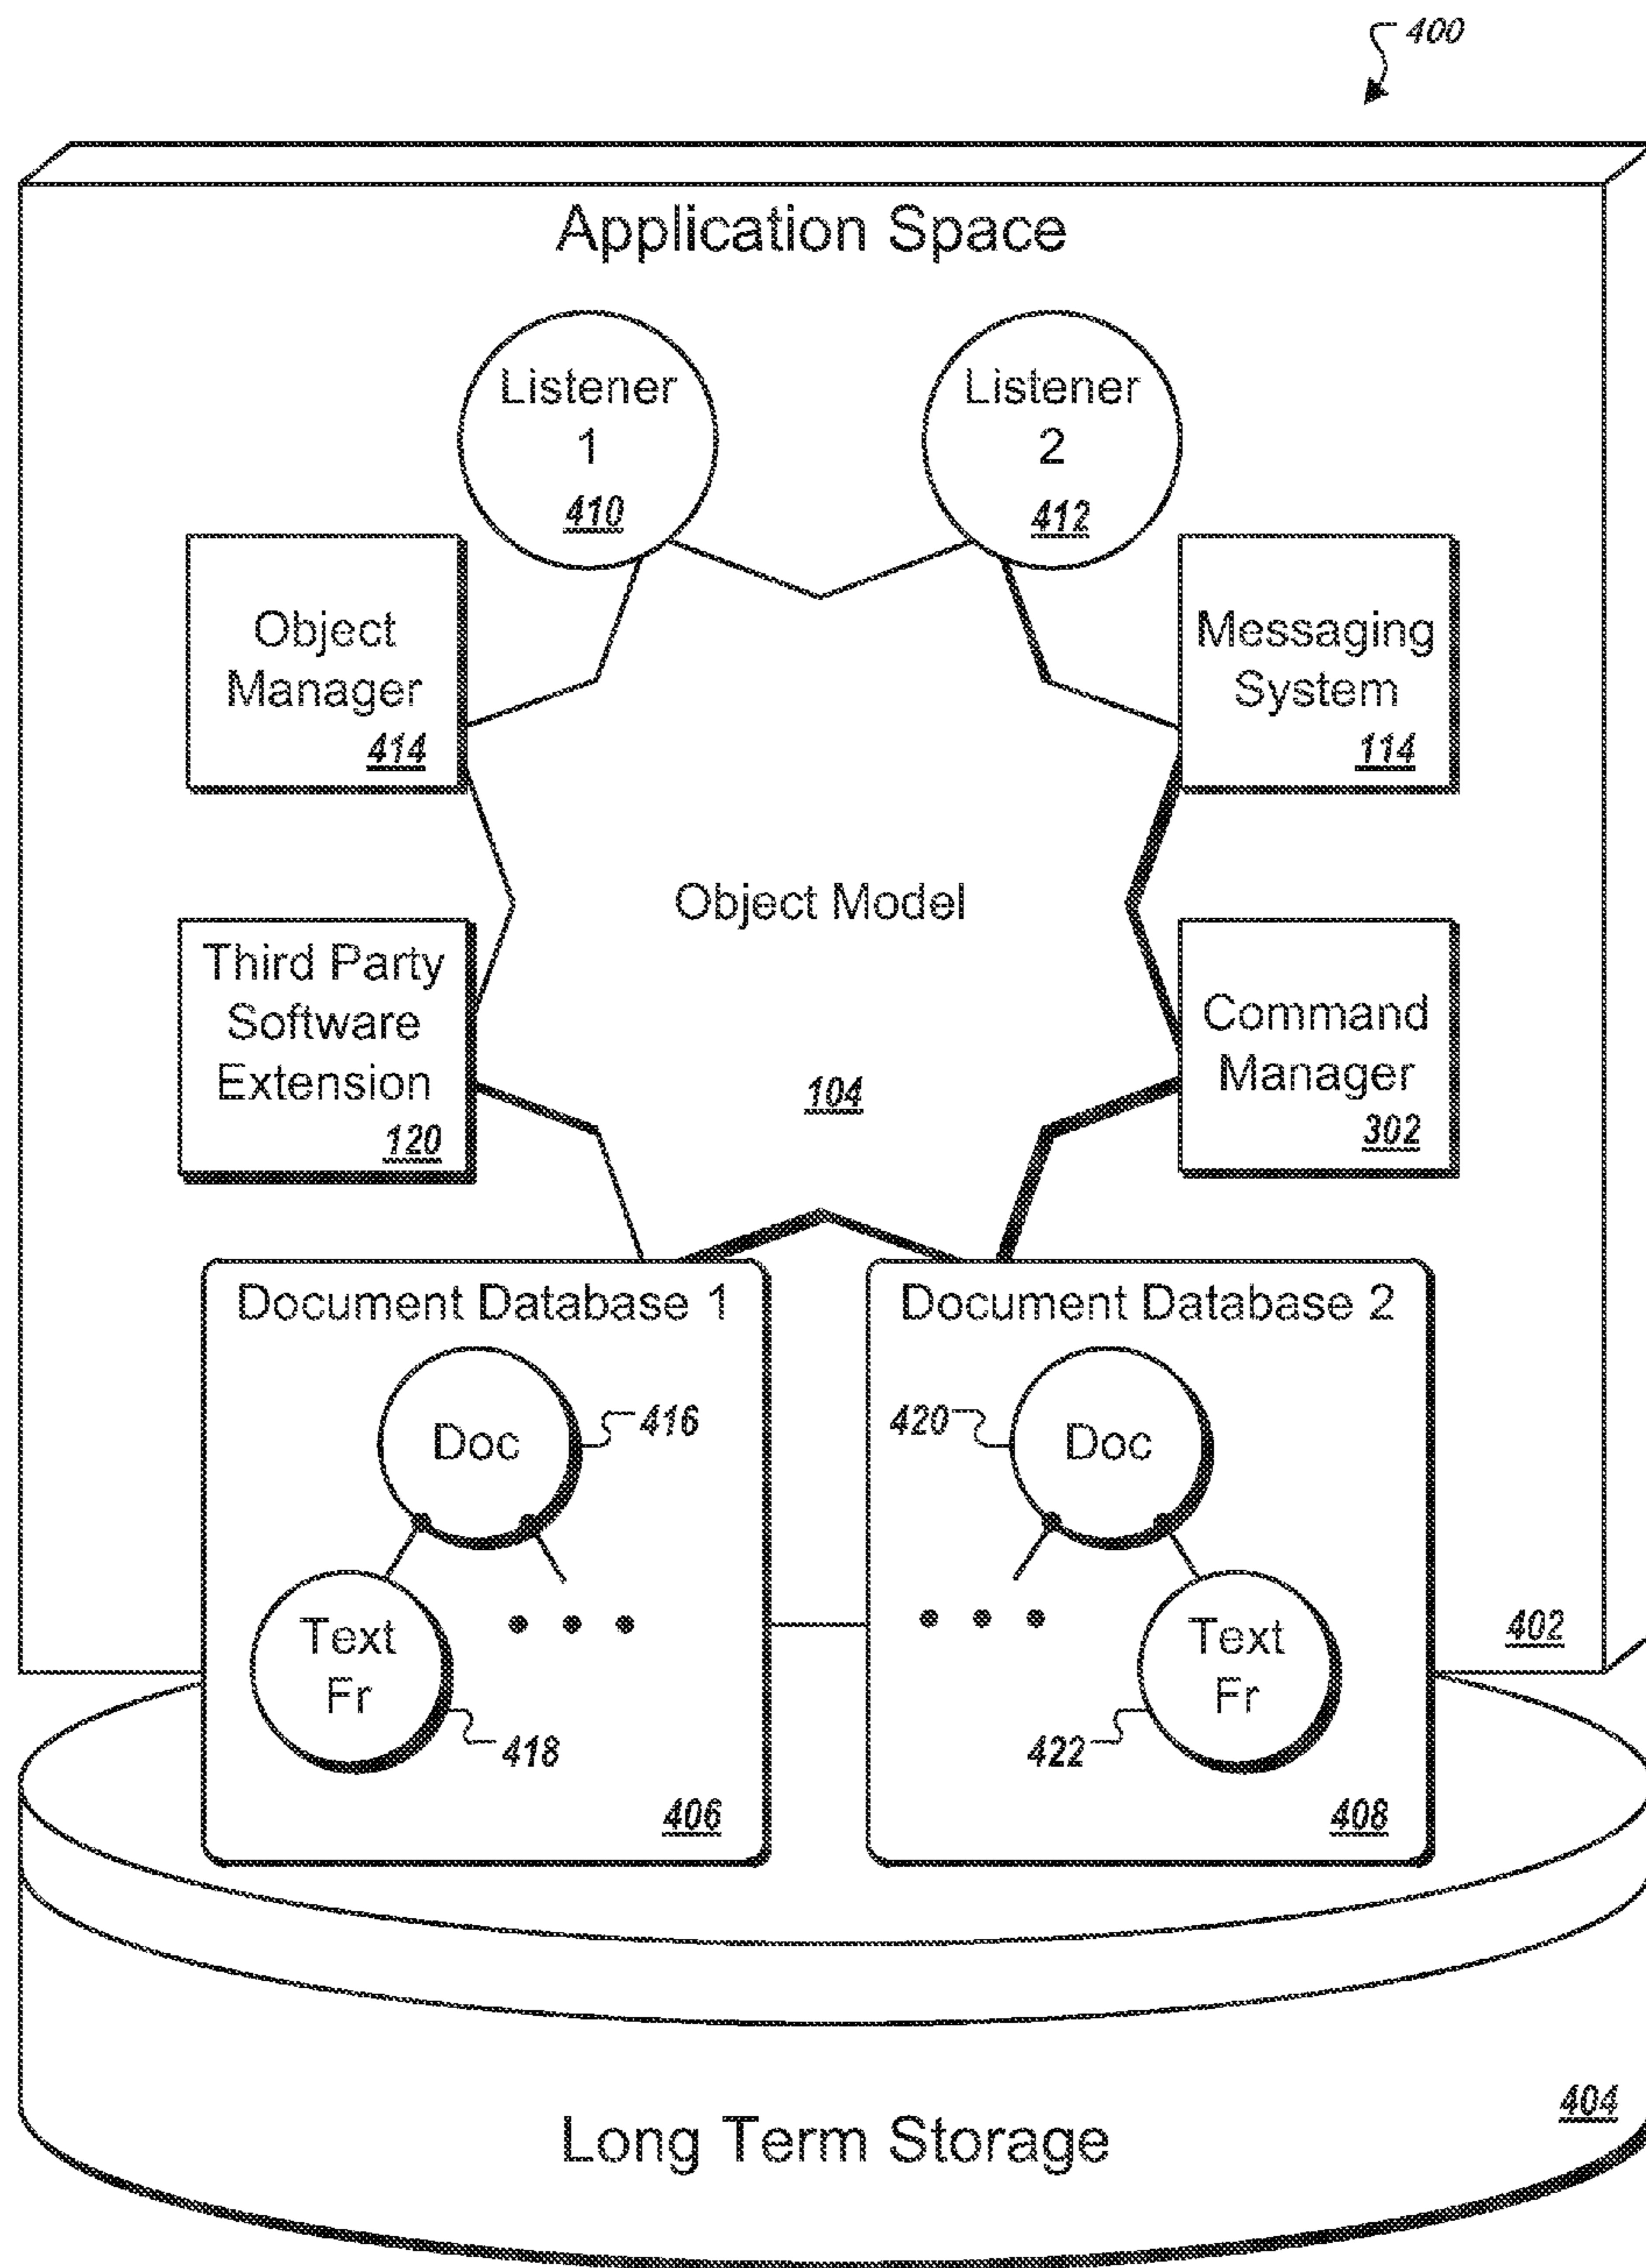 400
Application Space
Listener
1
410
Listener
2
412
Object
Manager
414
Messaging
System
114
Object Model
104
Third Party
Software
Extension
120
Command
Manager
302
Document Database 1
Doc
416
Text
Fr
418
406
Document Database 2
420
Doc
Text
Fr
422
408
402
404
Long Term Storage